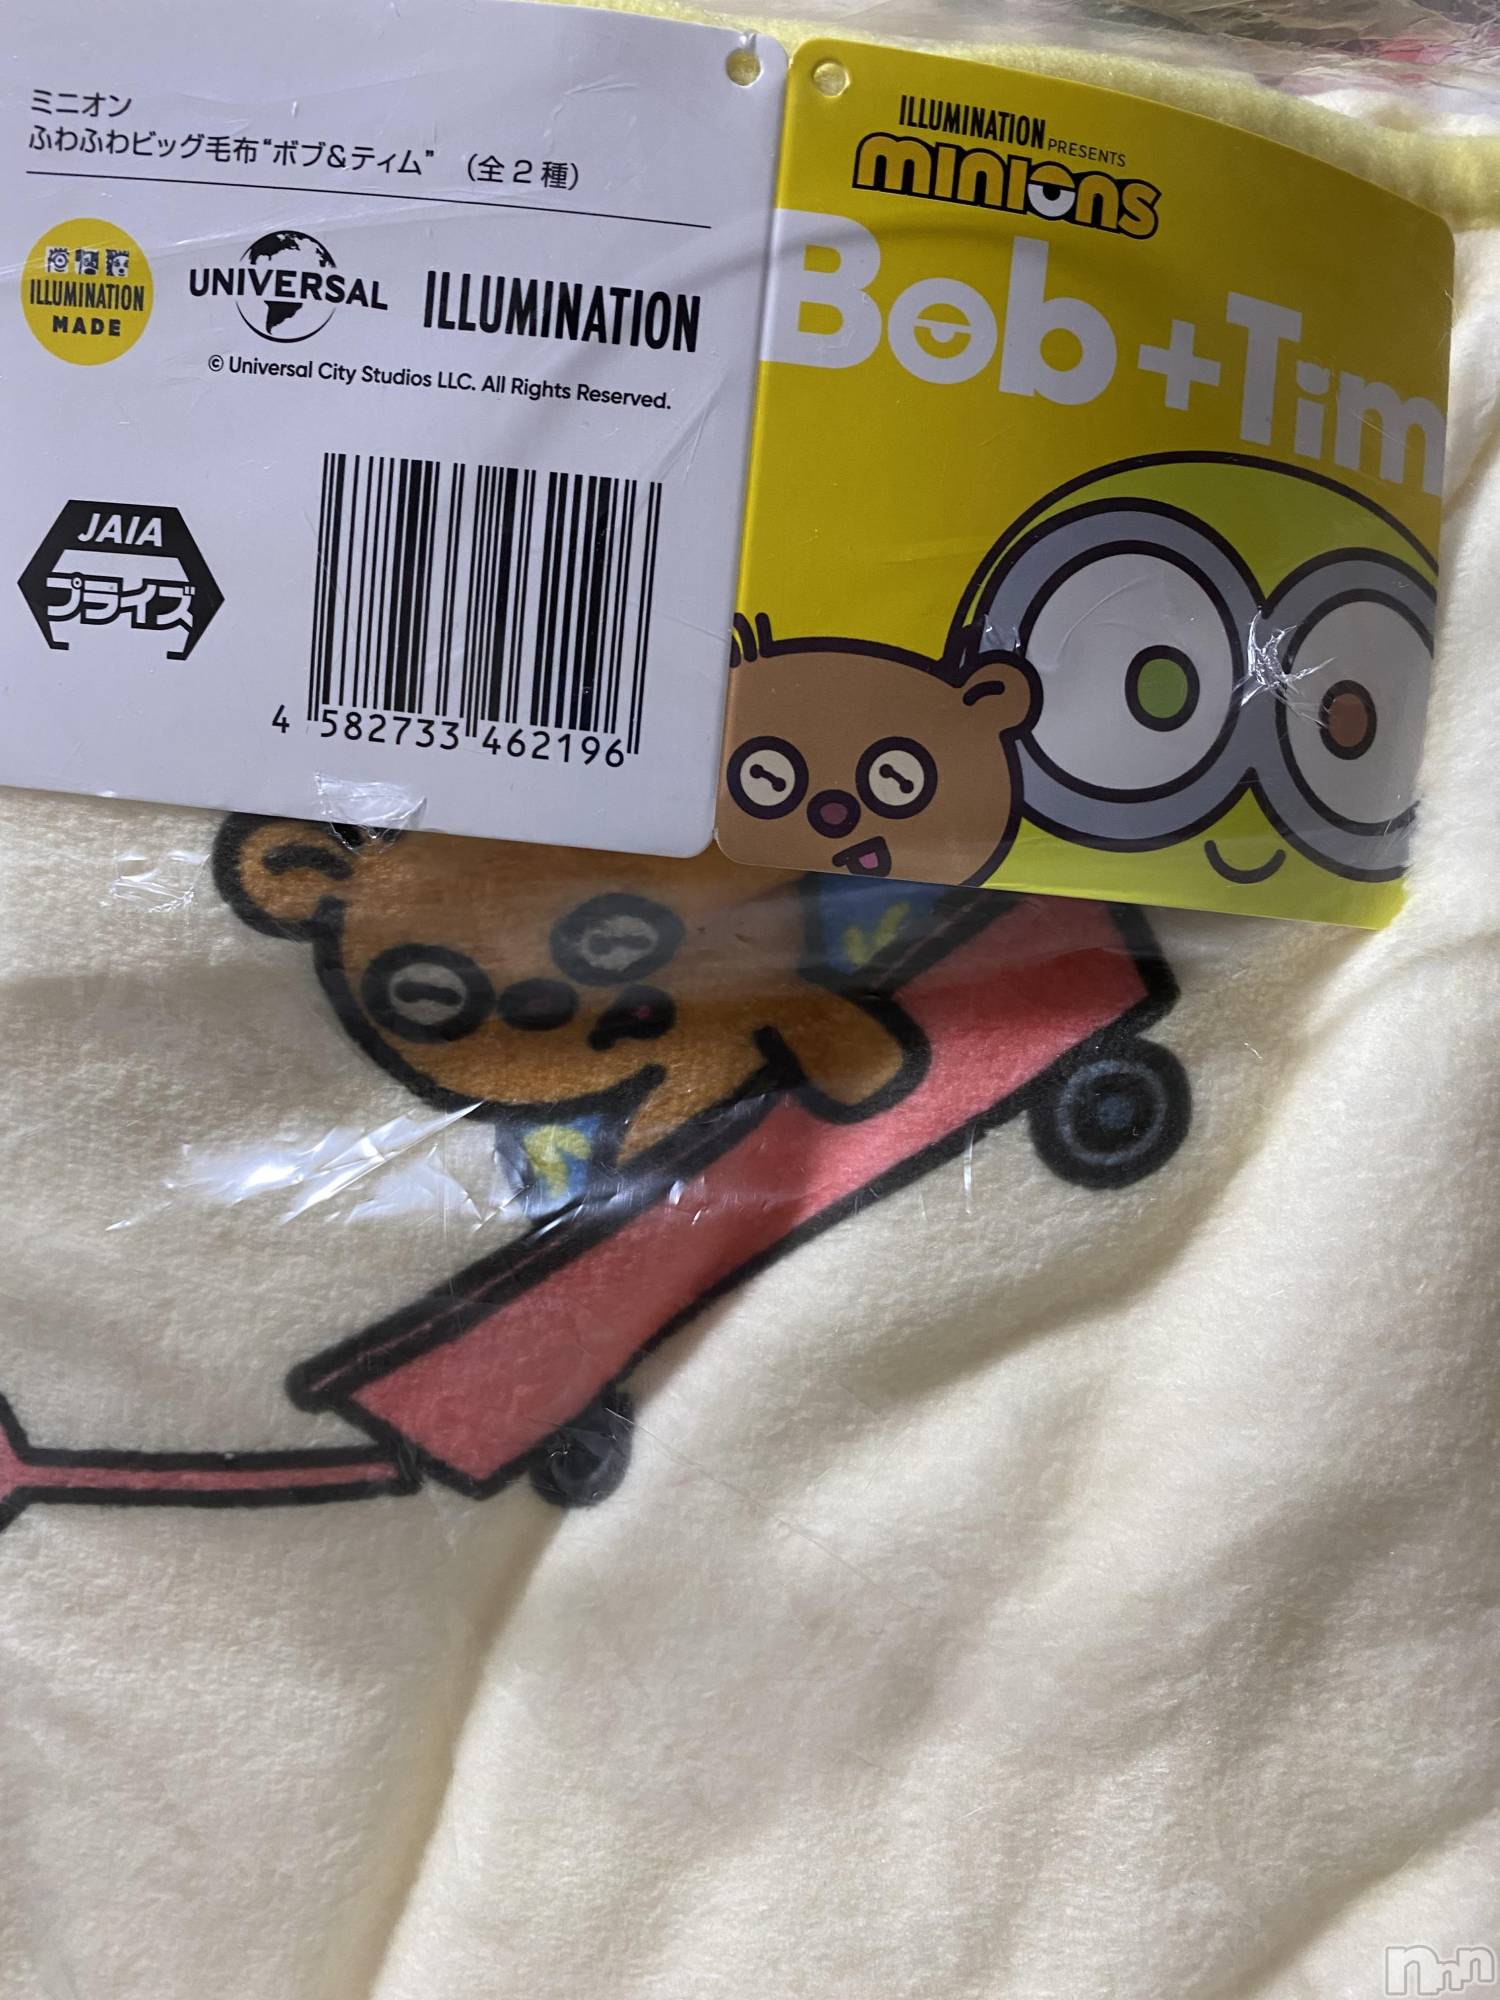 ミニオン
ふわふわビッグ毛布“ボブ&ティム” (全2種)
ILLUMINATION
MADE
UNIVERSAL
ILLUMINATION
© Universal City Studios LLC. All Rights Reserved.
JAIA
プライズ
4 582733 462196
ILLUMINATION
PRESENTS
minions
Bob+Tim
nnn